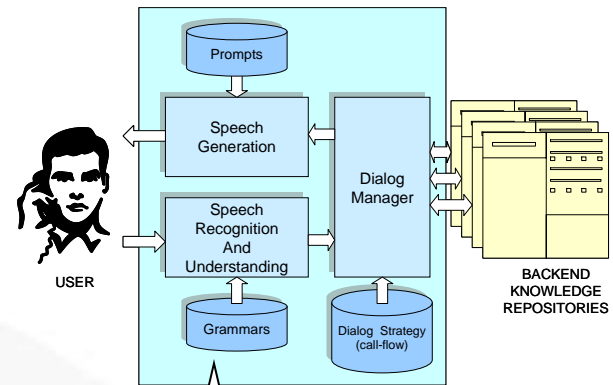 Prompts
Speech
Generation
Dialog
Manager
Speech
Recognition
And
Understanding
USER
Grammars
Dialog Strategy
(call-flow)
BACKEND
KNOWLEDGE
REPOSITORIES